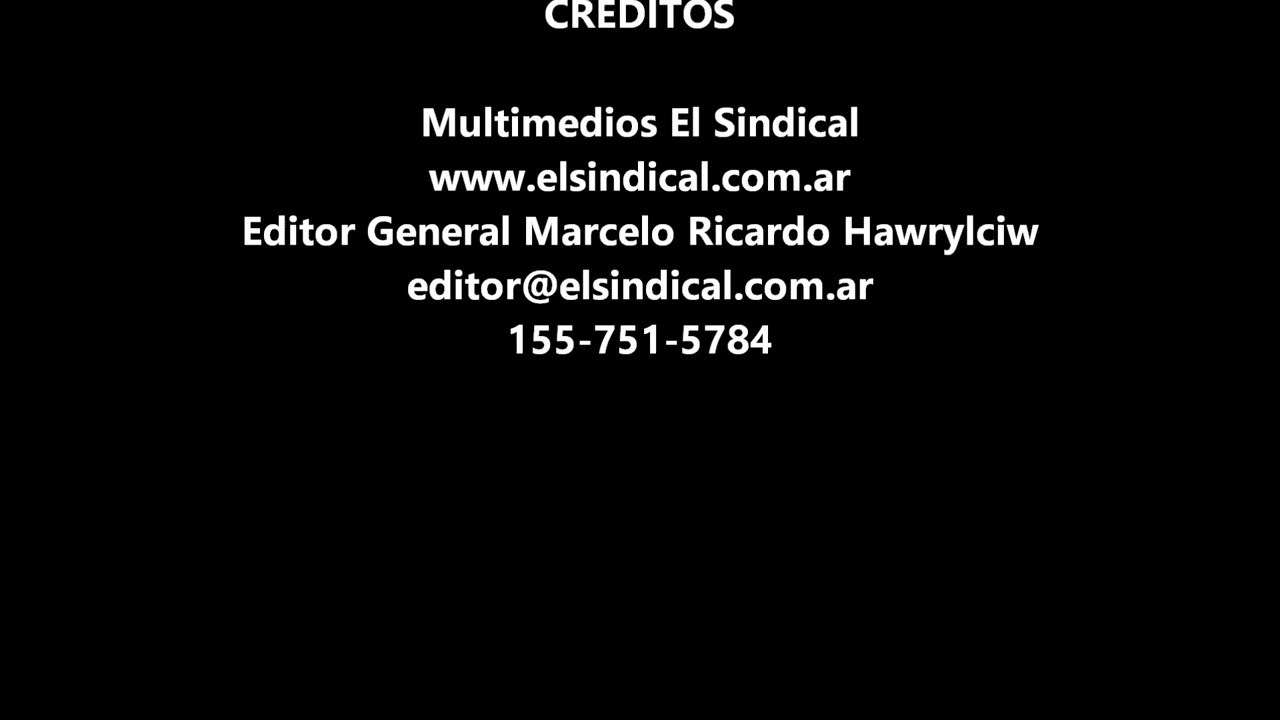 CREDITOS
Multimedios El Sindical
www.elsindical.com.ar
Editor General Marcelo Ricardo Hawrylciw
editor@elsindical.com.ar
155-751-5784